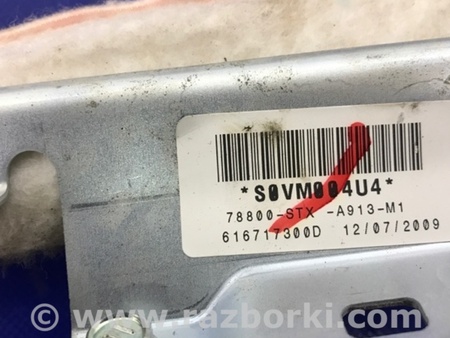 *S0VM004U4*
78800-STX -A913-M1
616717300D 12/07/2009
© www.razborki.com